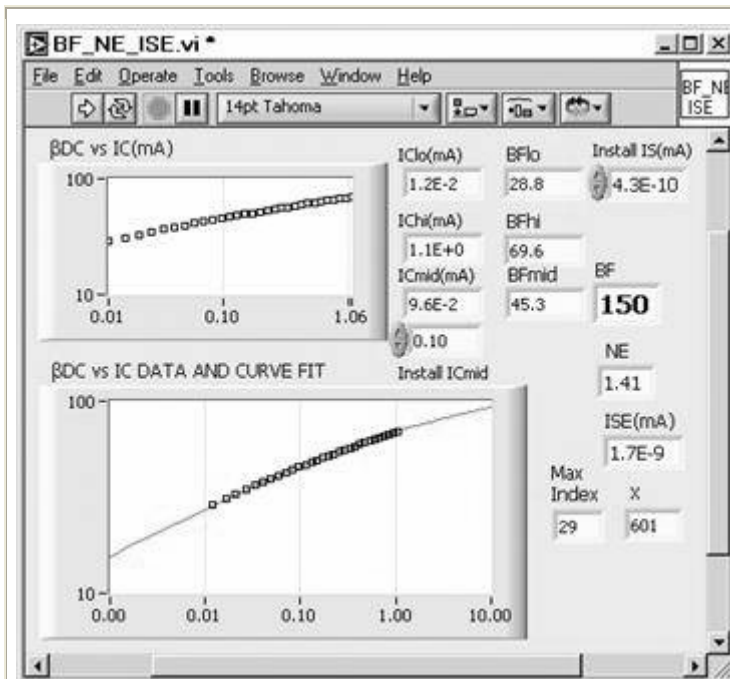 BF_NE_ISE.vi *
File Edit Operate Tools Browse Window Help
14pt Tahoma
BF_NE
ISE
βDC vs IC(mA)
100
10
0.01 0.10 1.06
IClo(mA) BFlo Install IS(mA)
1.2E-2 28.8 4.3E-10
IChi(mA) BFhi
1.1E+0 69.6
ICmid(mA) BFmid BF
9.6E-2 45.3 150
0.10
Install ICmid
NE
1.41
ISE(mA)
1.7E-9
Max
Index X
29 601
βDC vs IC DATA AND CURVE FIT
100
10
0.00 0.01 0.10 1.00 10.00